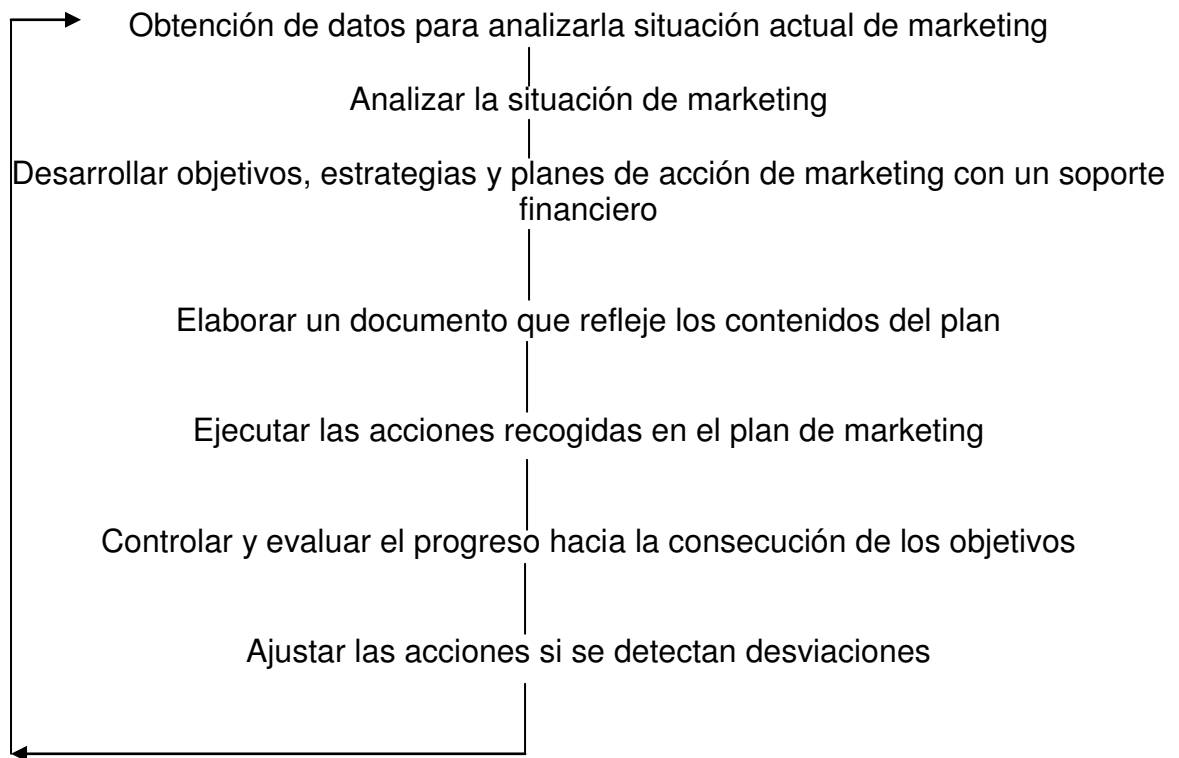 Obtención de datos para analizarla situación actual de marketing
Analizar la situación de marketing
Desarrollar objetivos, estrategias y planes de acción de marketing con un soporte
financiero
Elaborar un documento que refleje los contenidos del plan
Ejecutar las acciones recogidas en el plan de marketing
Controlar y evaluar el progreso hacia la consecución de los objetivos
Ajustar las acciones si se detectan desviaciones